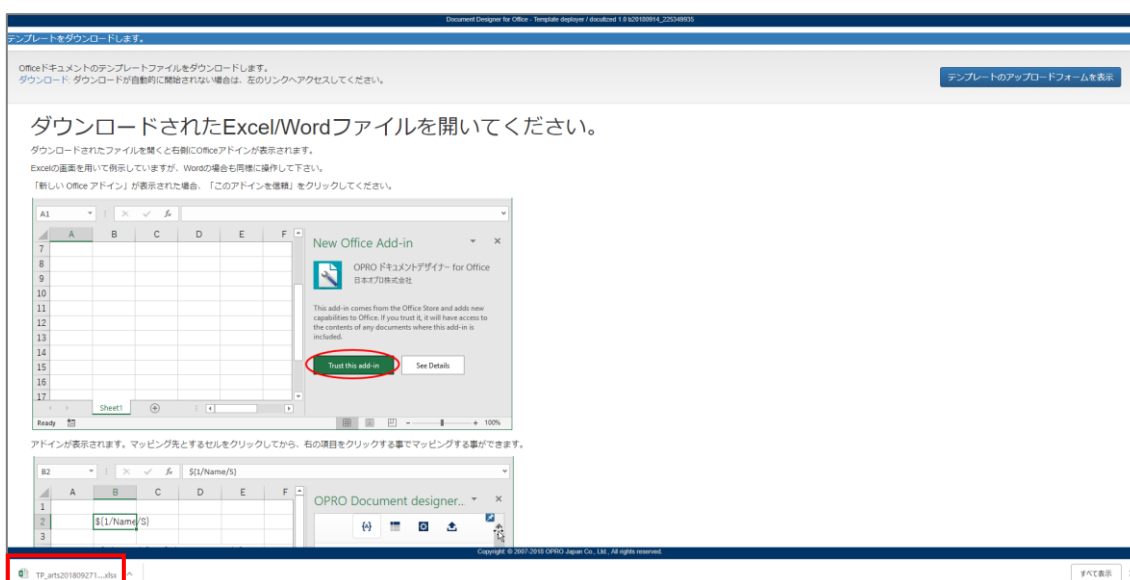 Document Designer for Office - Template deployer / docutized 1.0 b20180914_225349935
テンプレートをダウンロードします。
Officeドキュメントのテンプレートファイルをダウンロードします。
ダウンロード: ダウンロードが自動的に開始されない場合は、左のリンクへアクセスしてください。
テンプレートのアップロードフォームを表示
ダウンロードされたExcel/Wordファイルを開いてください。
ダウンロードされたファイルを開くと右側にOfficeアドインが表示されます。
Excelの画面を用いて例示していますが、Wordの場合も同様に操作して下さい。
「新しい Office アドイン」が表示された場合、「このアドインを信頼」をクリックしてください。
A1 fx
A B C D E F
7
8
9
10
11
12
13
14
15
16
17
New Office Add-in
OPRO ドキュメントデザイナー for Office
日本オプロ株式会社
This add-in comes from the Office Store and adds new
capabilities to Office. If you trust it, it will have access to
the contents of any documents where this add-in is
included.
Trust this add-in See Details
Sheet1
Ready 100%
アドインが表示されます。マッピング先とするセルをクリックしてから、右の項目をクリックする事でマッピングする事ができます。
B2 fx ${1/Name/S}
A B C D E F
1
2 ${1/Name/S}
3
OPRO Document designer...
{A}
Copyright © 2007-2018 OPRO Japan Co., Ltd., All rights reserved.
TP_arts201809271....xlsx
すべて表示